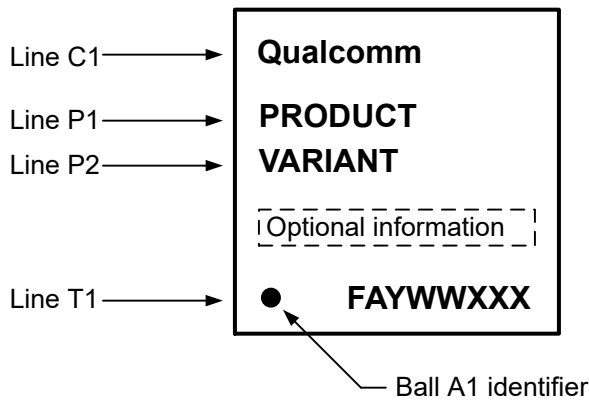 Line C1 Qualcomm
Line P1 PRODUCT
Line P2 VARIANT
Optional information
Line T1 FAYWWXXX
Ball A1 identifier